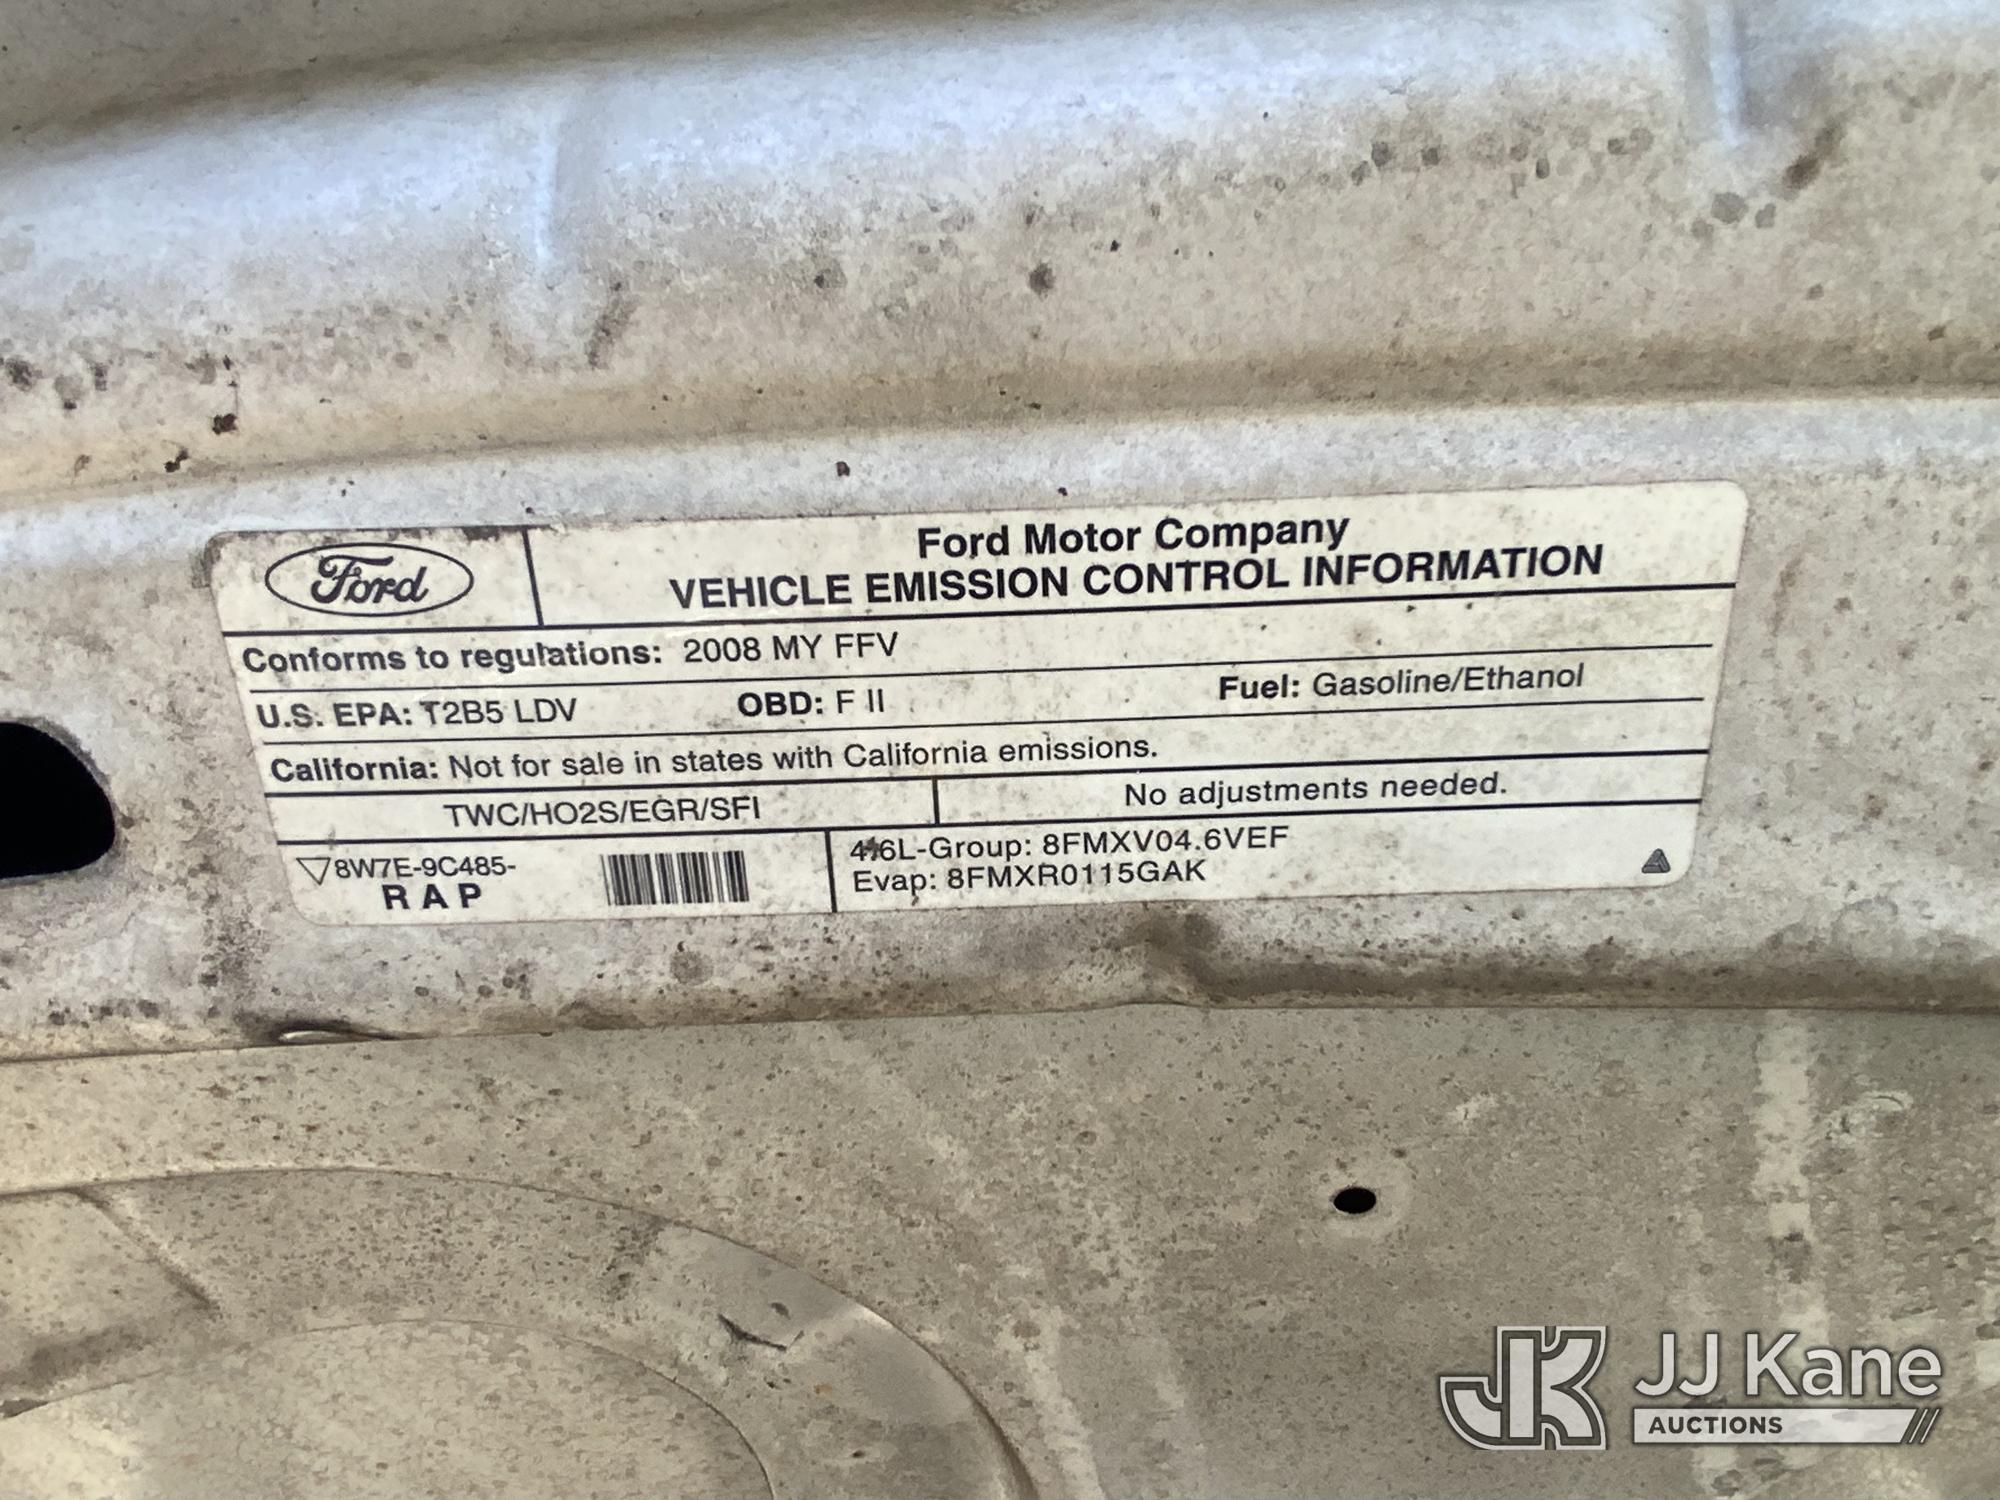 Ford
Ford Motor Company
VEHICLE EMISSION CONTROL INFORMATION
Conforms to regulations: 2008 MY FFV
U.S. EPA: T2B5 LDV OBD: F II Fuel: Gasoline/Ethanol
California: Not for sale in states with California emissions.
TWC/HO2S/EGR/SFI No adjustments needed.
8W7E-9C485-
R A P
4.6L-Group: 8FMXV04.6VEF
Evap: 8FMXR0115GAK
JK JJ Kane
AUCTIONS